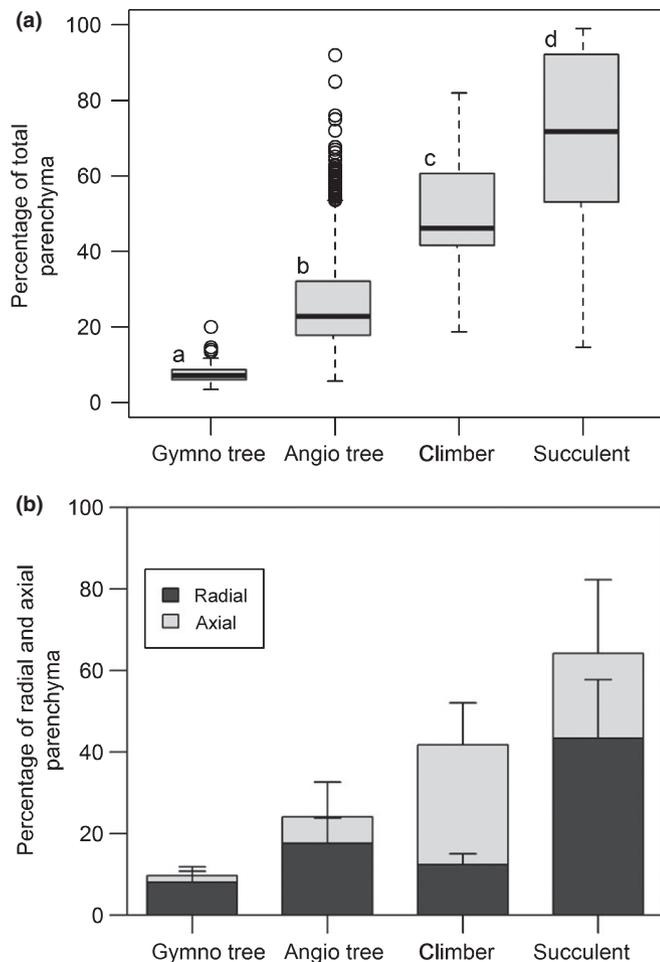 (a)
Percentage of total
parenchyma
100
80
60
40
20
0
a
b
c
d
Gymno tree Angio tree Climber Succulent
(b)
Percentage of radial and axial
parenchyma
100
80
60
40
20
0
Radial
Axial
Gymno tree Angio tree Climber Succulent